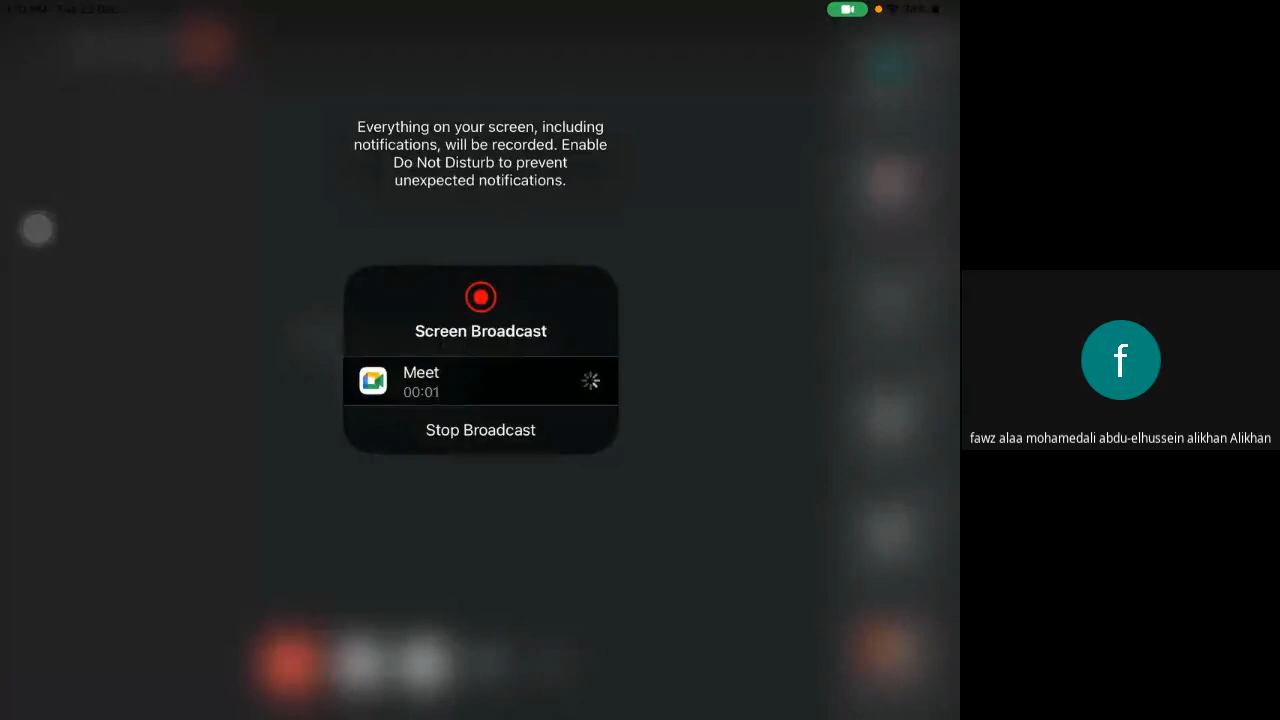 Everything on your screen, including
notifications, will be recorded. Enable
Do Not Disturb to prevent
unexpected notifications.
Screen Broadcast
Meet
00:01
Stop Broadcast
f
fawz alaa mohamedali abdu-elhussein alikhan Alikhan